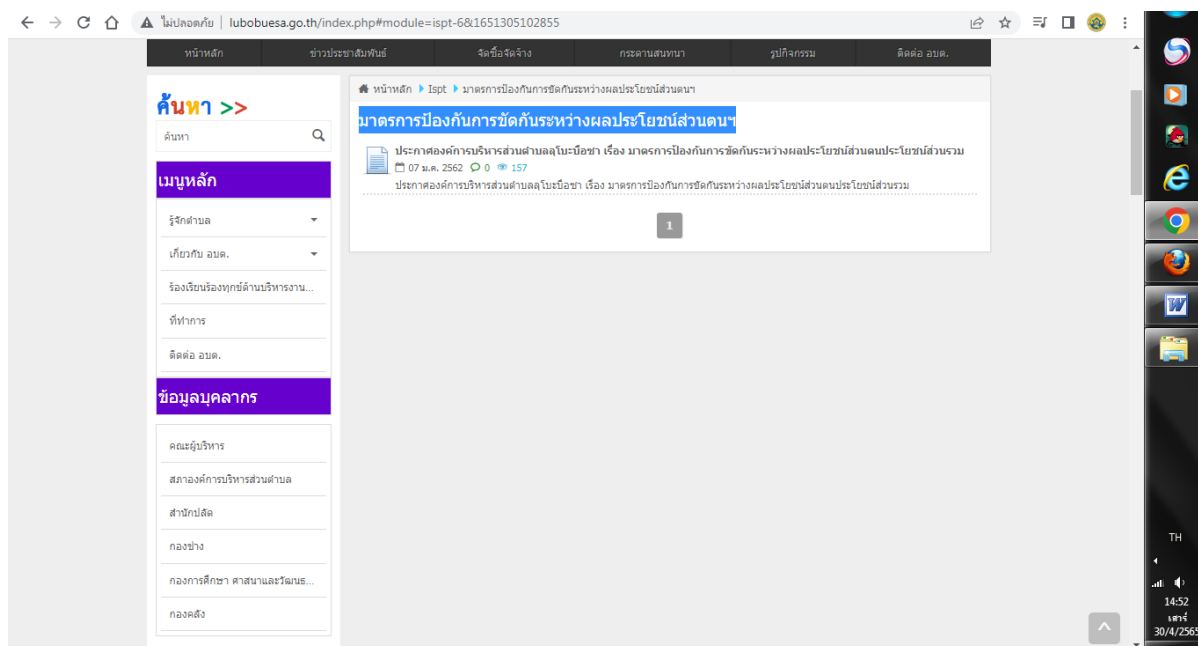 ไม่ปลอดภัย | lubobuesa.go.th/index.php#module=ispt-6&1651305102855
หน้าหลัก ข่าวประชาสัมพันธ์ จัดซื้อจัดจ้าง กระดานสนทนา รูปกิจกรรม ติดต่อ อบต.
หน้าหลัก Ispt มาตรการป้องกันการขัดกันระหว่างผลประโยชน์ส่วนตนฯ
ค้นหา >>
ค้นหา
มาตรการป้องกันการขัดกันระหว่างผลประโยชน์ส่วนตนฯ
ประกาศองค์การบริหารส่วนตำบลลุโบะบือซา เรื่อง มาตรการป้องกันการขัดกันระหว่างผลประโยชน์ส่วนตนประโยชน์ส่วนรวม
07 ม.ค. 2562 0 157
ประกาศองค์การบริหารส่วนตำบลลุโบะบือซา เรื่อง มาตรการป้องกันการขัดกันระหว่างผลประโยชน์ส่วนตนประโยชน์ส่วนรวม
1
เมนูหลัก
รู้จักตำบล
เกี่ยวกับ อบต.
ร้องเรียนร้องทุกข์ด้านบริหารงาน...
ที่ทำการ
ติดต่อ อบต.
ข้อมูลบุคลากร
คณะผู้บริหาร
สภาองค์การบริหารส่วนตำบล
สำนักปลัด
กองช่าง
กองการศึกษา ศาสนาและวัฒนธ...
กองคลัง
TH
14:52
เสาร์
30/4/2565